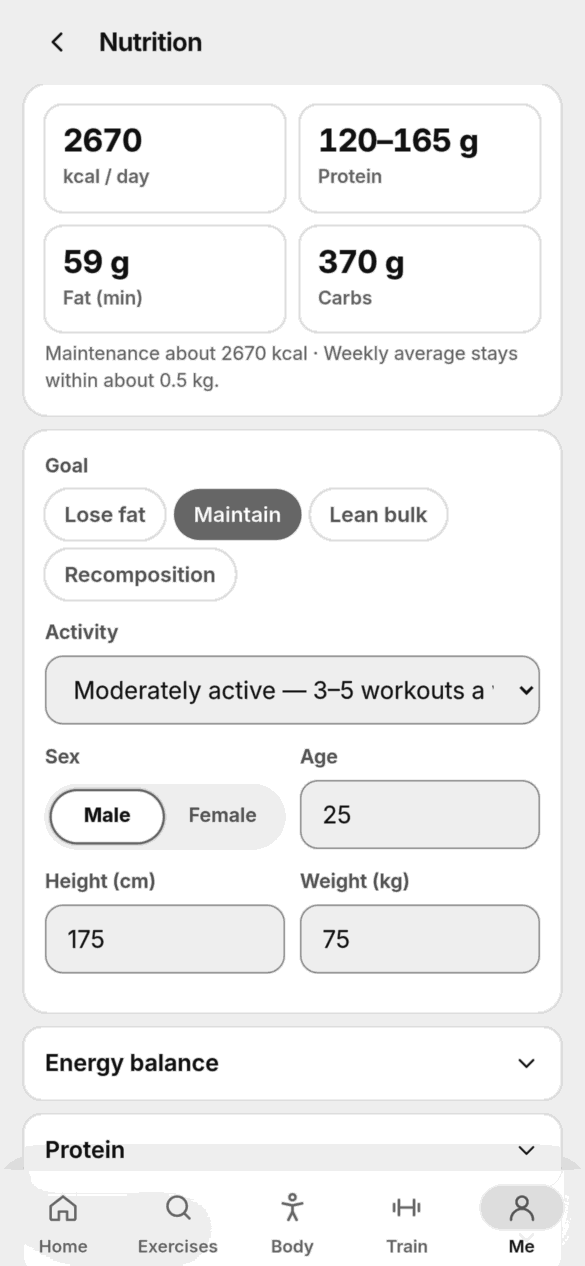 Nutrition
2670
kcal / day
120–165 g
Protein
59 g
Fat (min)
370 g
Carbs
Maintenance about 2670 kcal · Weekly average stays
within about 0.5 kg.
Goal
Lose fat
Maintain
Lean bulk
Recomposition
Activity
Moderately active — 3–5 workouts a
Sex
Age
Male
Female
25
Height (cm)
Weight (kg)
175
75
Energy balance
Protein
Home
Exercises
Body
Train
Me